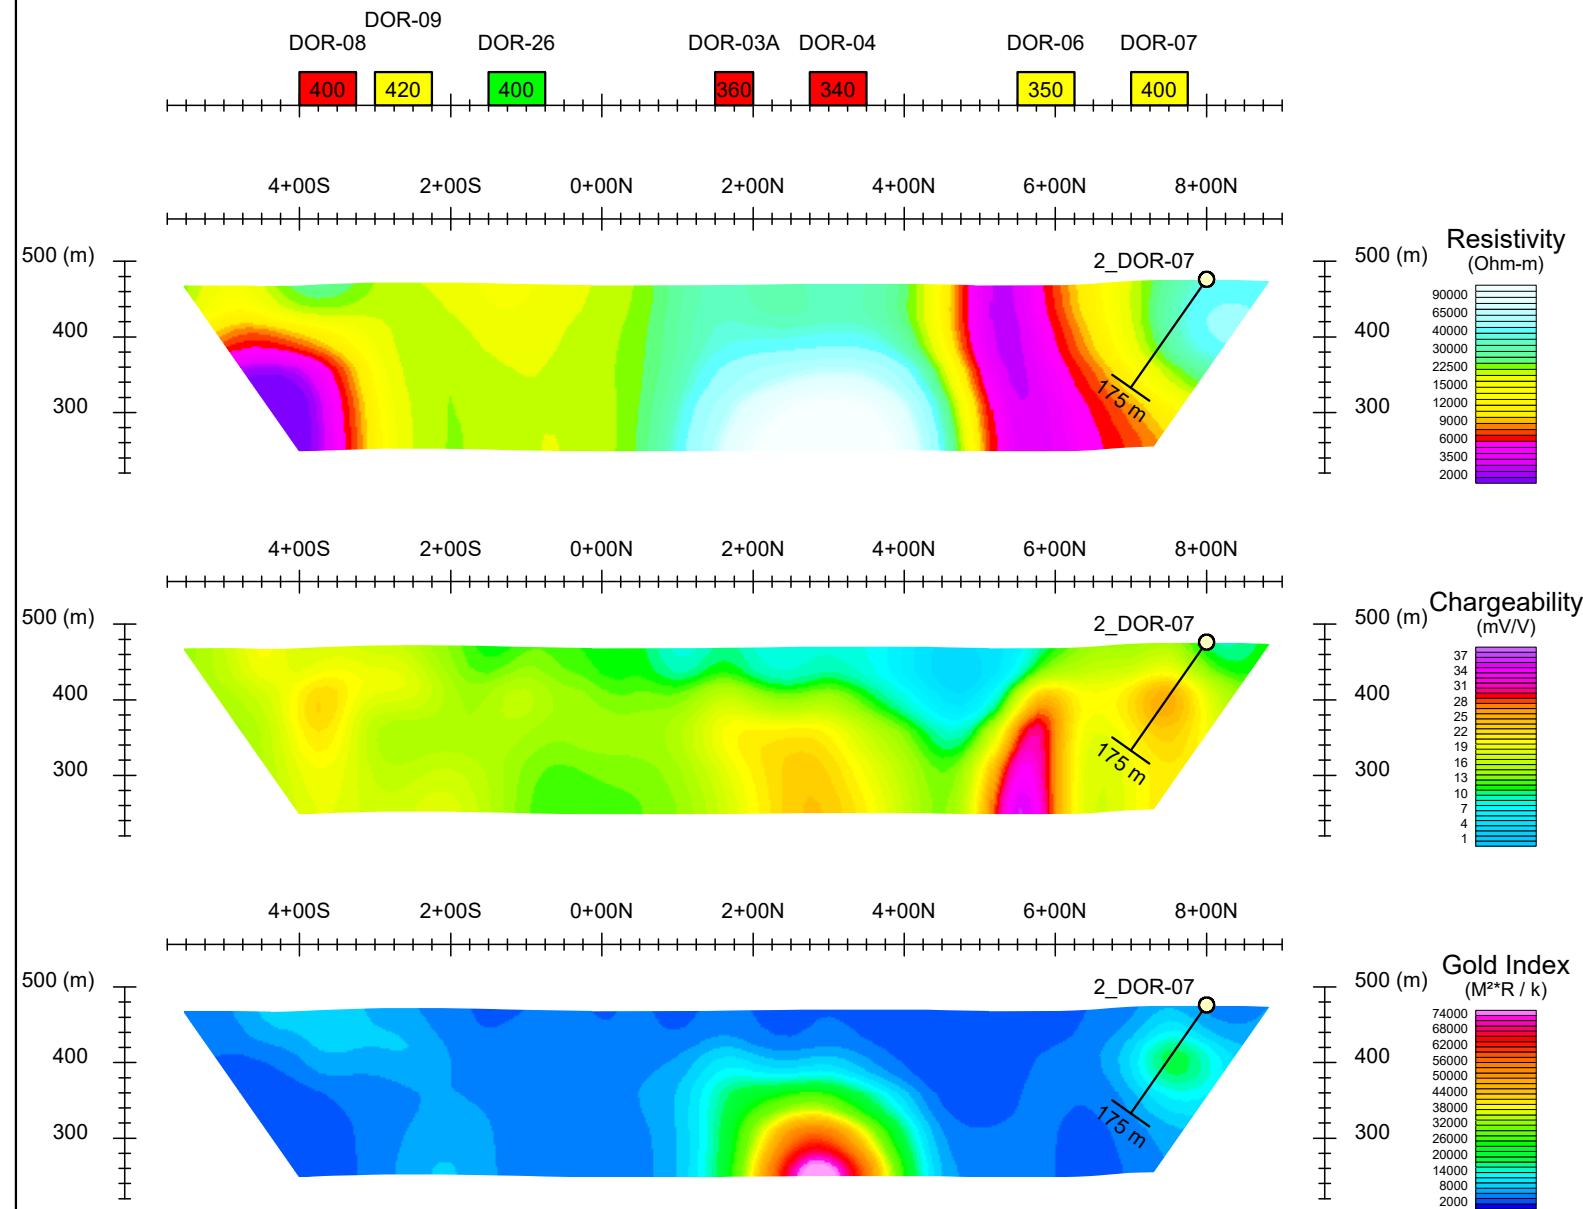 DOR-09
DOR-08 DOR-26 DOR-03A DOR-04 DOR-06 DOR-07
400 420 400 360 340 350 400
4+00S 2+00S 0+00N 2+00N 4+00N 6+00N 8+00N
500 (m) 2_DOR-07 500 (m)
400 400
300 175 m 300
Resistivity
(Ohm-m)
90000
65000
40000
30000
22500
15000
12000
9000
6000
3500
2000
4+00S 2+00S 0+00N 2+00N 4+00N 6+00N 8+00N
500 (m) 2_DOR-07 500 (m)
400 400
300 175 m 300
Chargeability
(mV/V)
37
34
31
28
25
22
19
16
13
10
7
4
1
4+00S 2+00S 0+00N 2+00N 4+00N 6+00N 8+00N
500 (m) 2_DOR-07 500 (m)
400 400
300 175 m 300
Gold Index
(M²*R / k)
74000
68000
62000
56000
50000
44000
38000
32000
26000
20000
14000
8000
2000